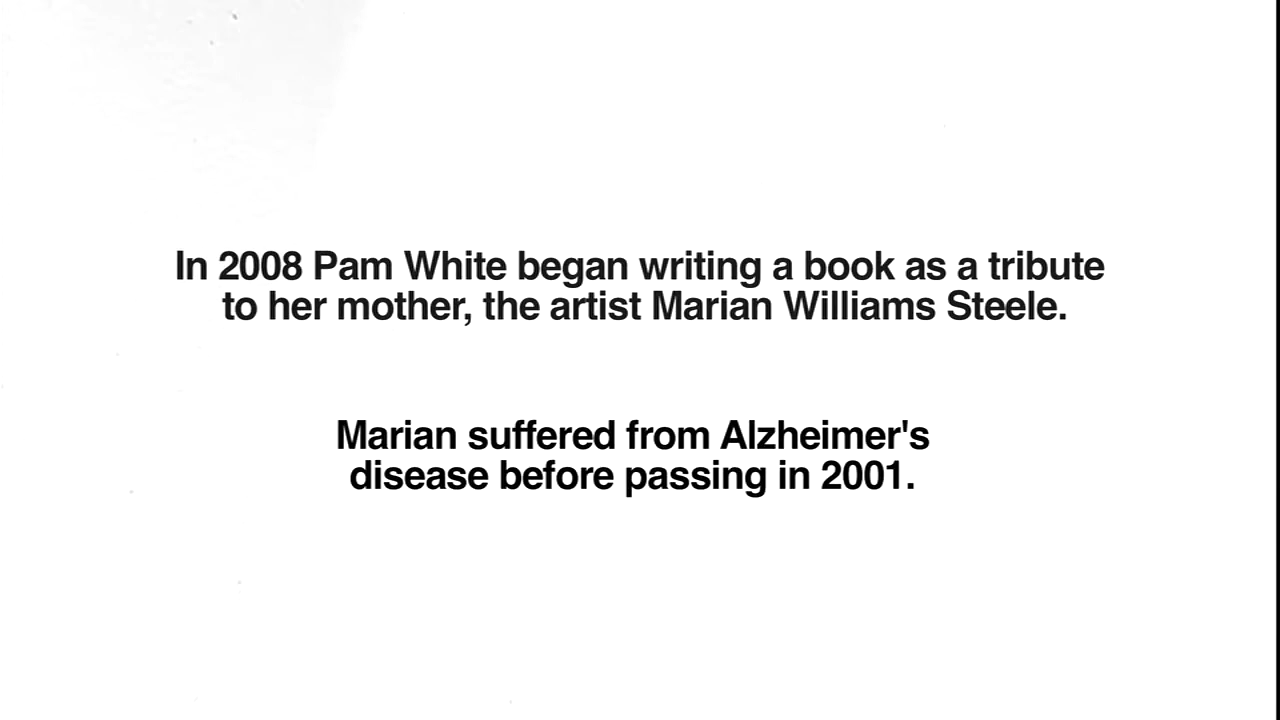 In 2008 Pam White began writing a book as a tribute
to her mother, the artist Marian Williams Steele.
Marian suffered from Alzheimer's
disease before passing in 2001.